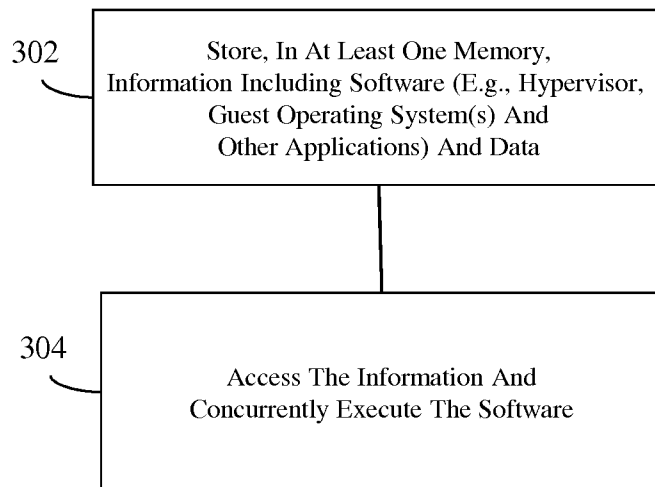 302
Store, In At Least One Memory,
Information Including Software (E.g., Hypervisor,
Guest Operating System(s) And
Other Applications) And Data
304
Access The Information And
Concurrently Execute The Software